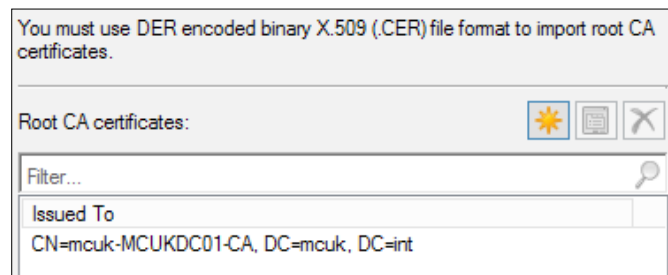 You must use DER encoded binary X.509 (.CER) file format to import root CA
certificates.
Root CA certificates:
Filter...
Issued To
CN=mcuk-MCUKDC01-CA, DC=mcuk, DC=int